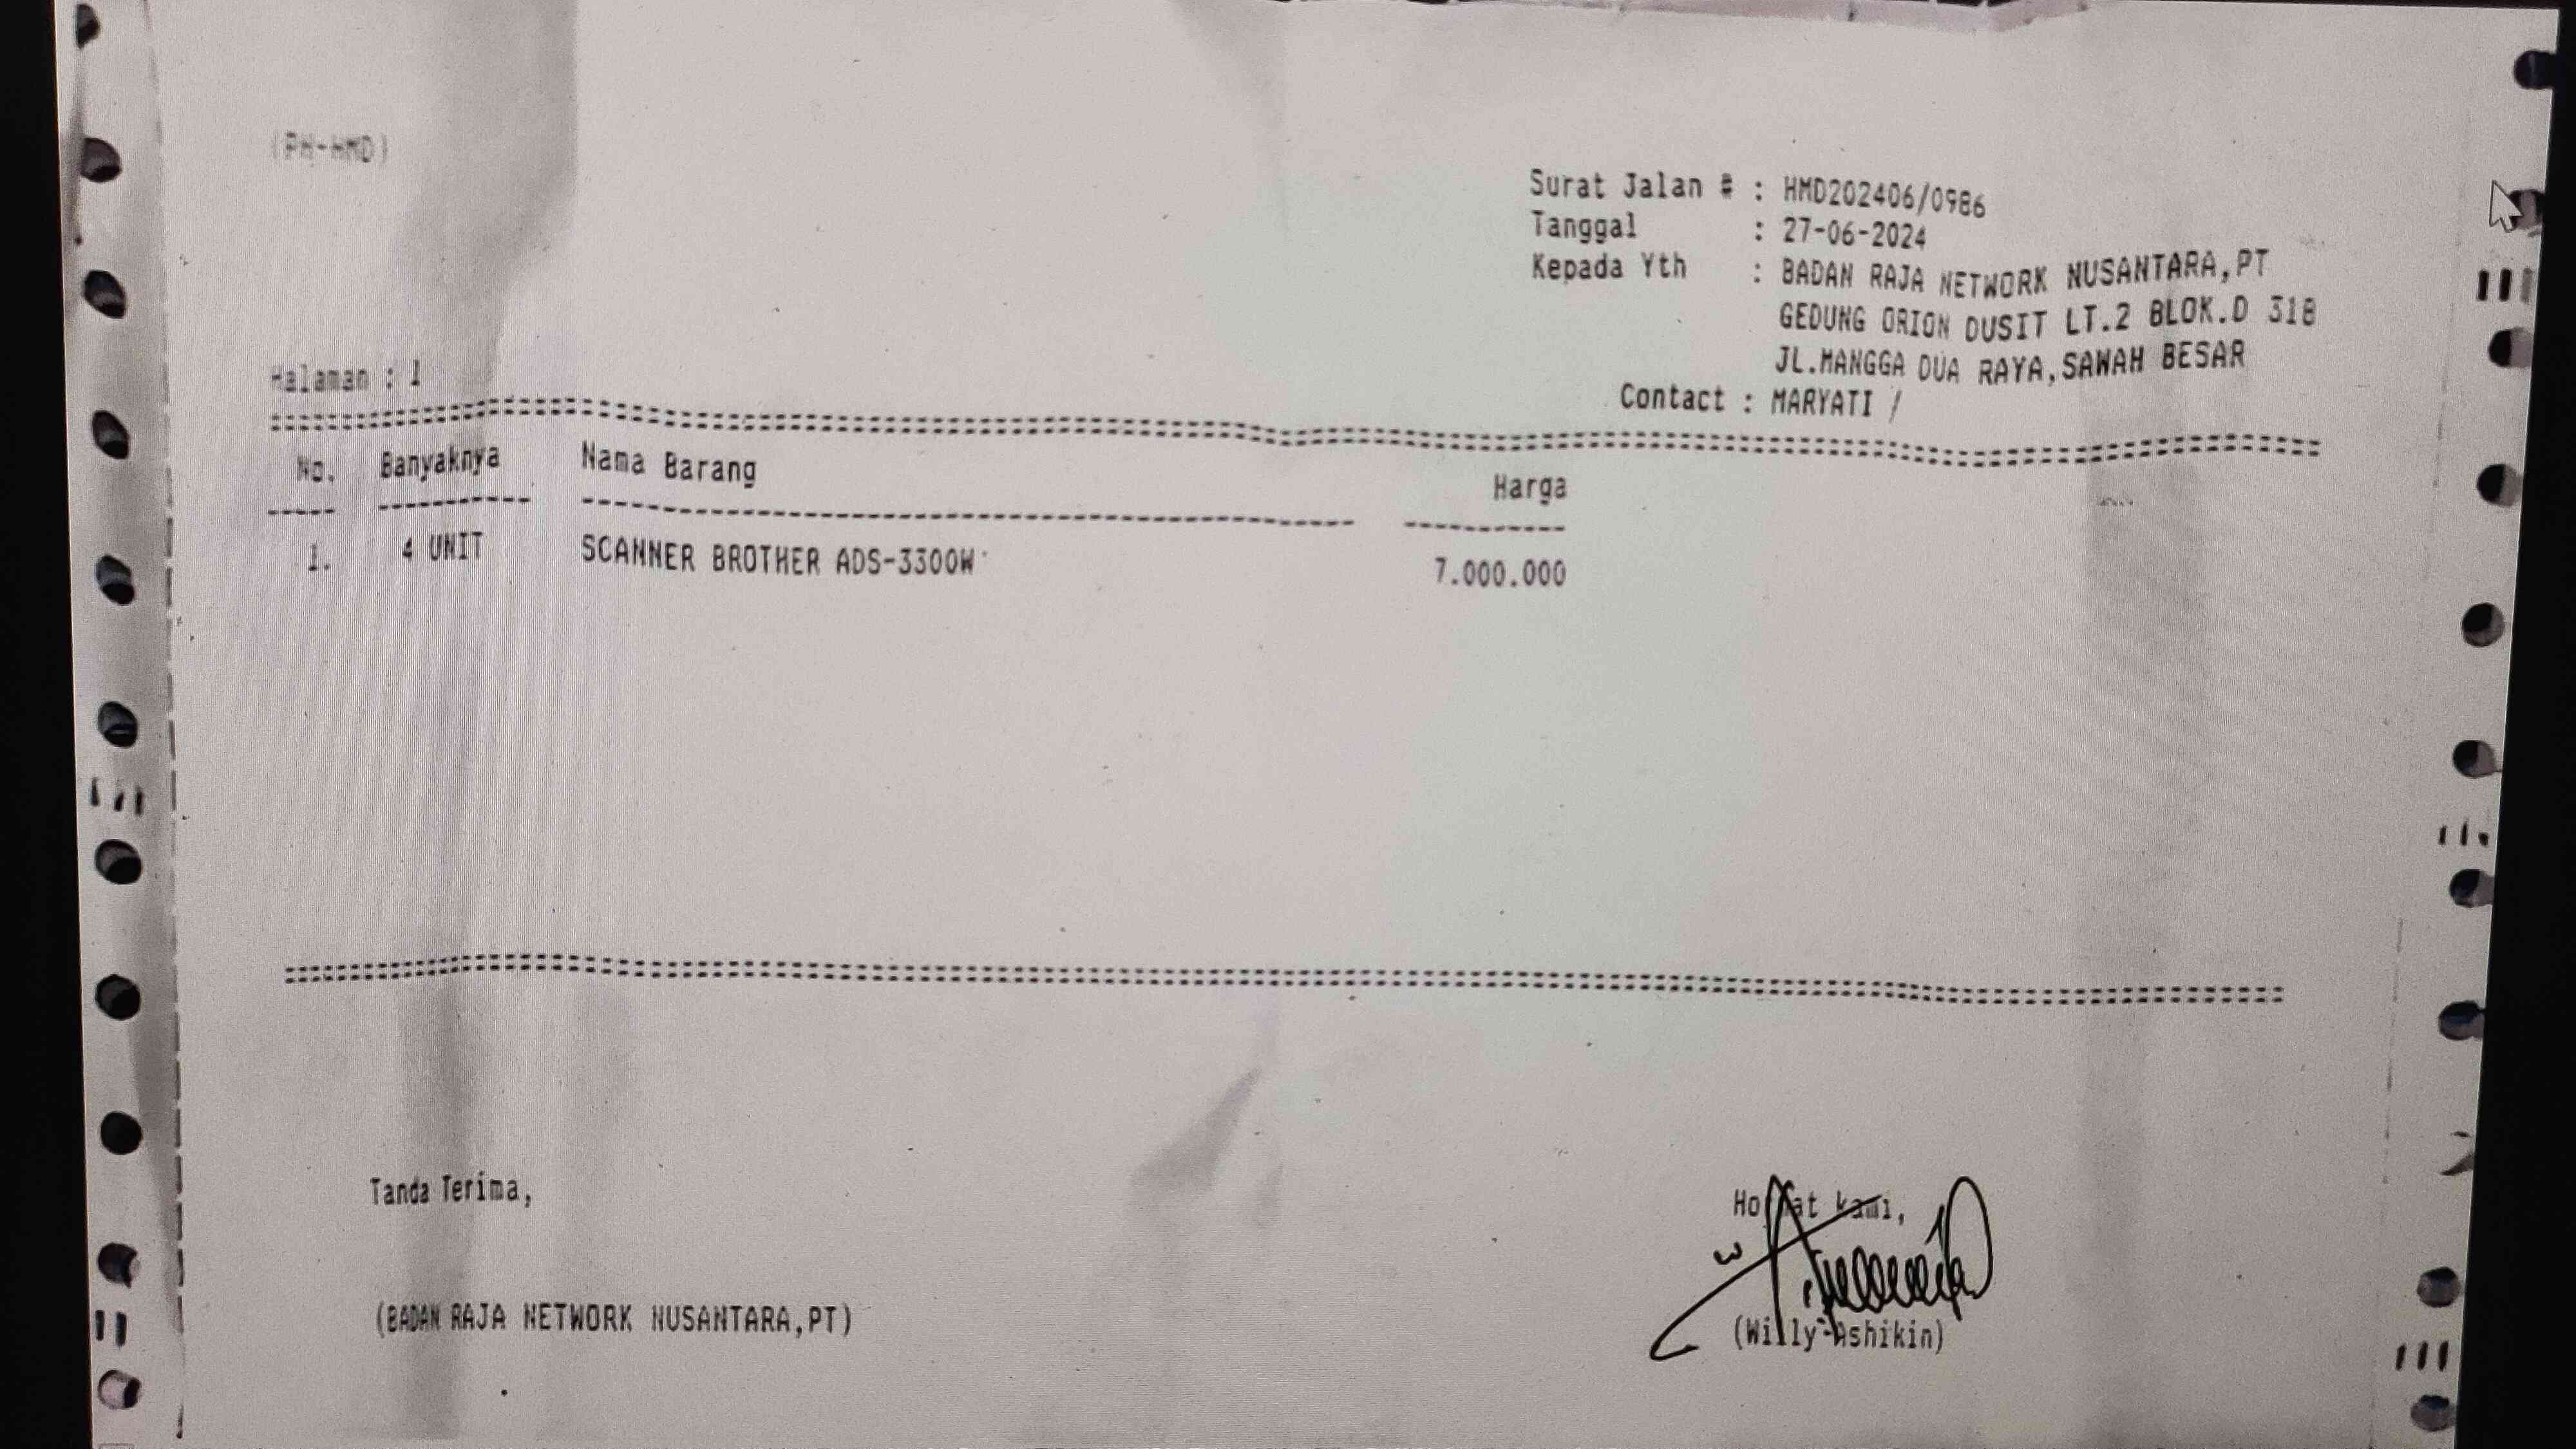 (PM-HMD)
Surat Jalan # : HMD202406/0986
Tanggal : 27-06-2024
Kepada Yth : BADAN RAJA NETWORK NUSANTARA,PT
GEDUNG ORION DUSIT LT.2 BLOK.D 318
JL.MANGGA DUA RAYA,SAWAH BESAR
Halaman : 1
Contact : MARYATI /
No. Banyaknya Nama Barang Harga
1. 4 UNIT SCANNER BROTHER ADS-3300W 7.000.000
Tanda Terima,
Hormat kami,
(BADAN RAJA NETWORK NUSANTARA,PT)
(Willy-Ashikin)